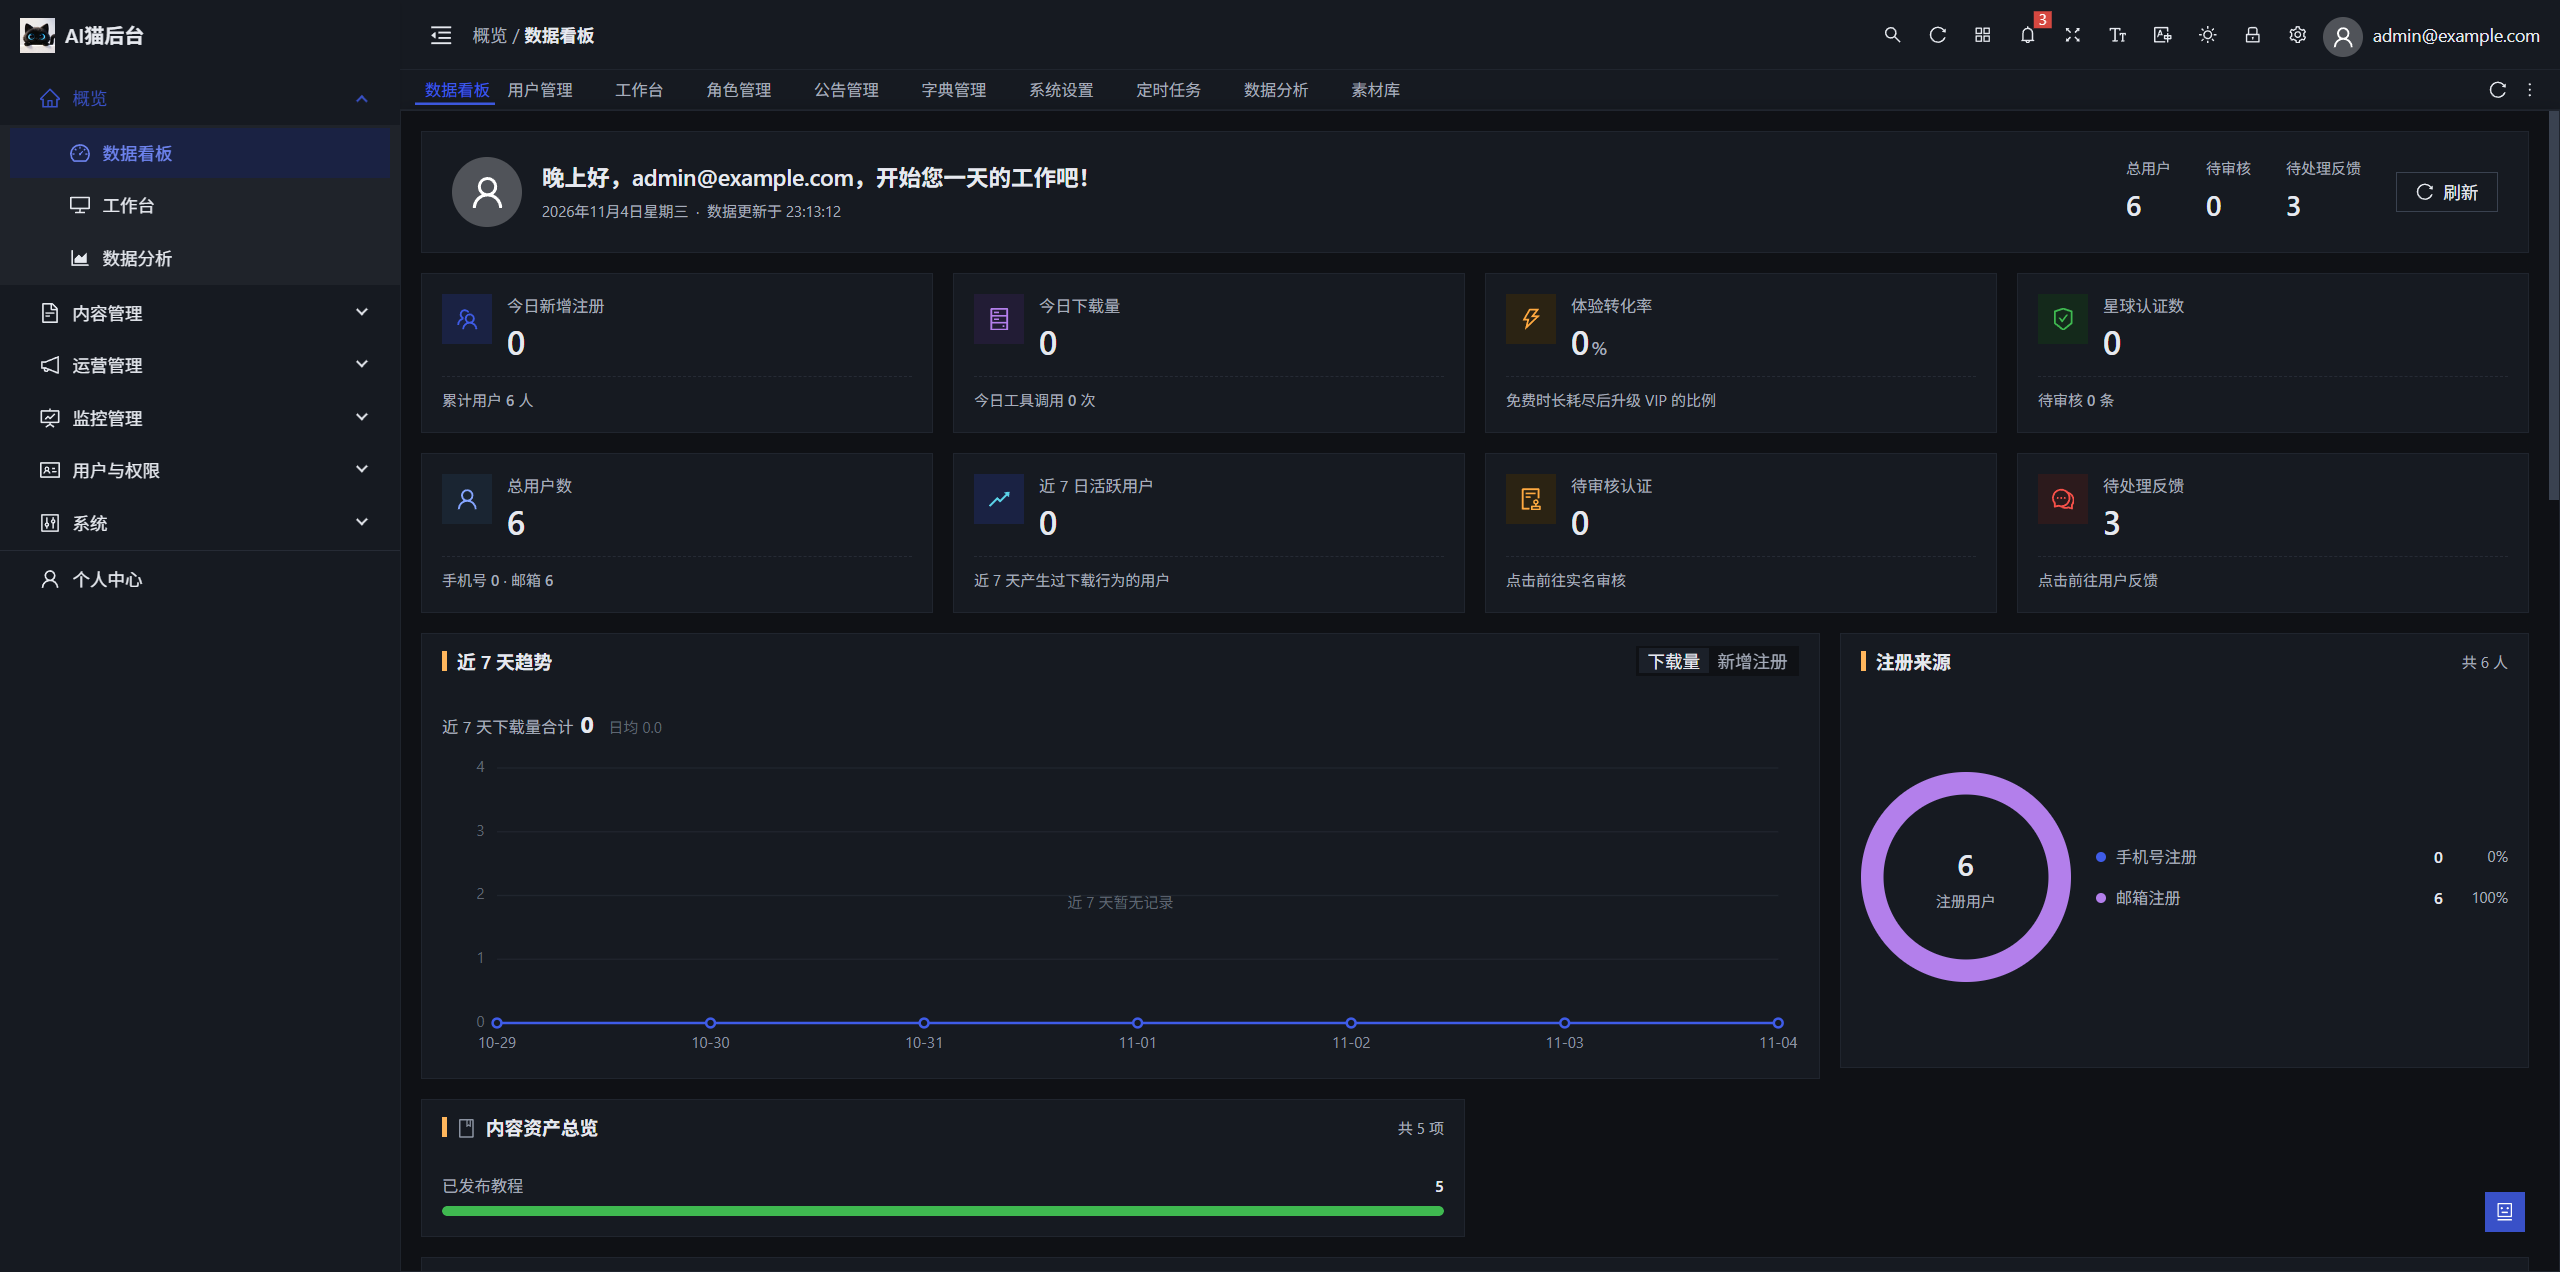 AI猫后台
概览
数据看板
工作台
数据分析
内容管理
运营管理
监控管理
用户与权限
系统
个人中心
概览 / 数据看板
3
admin@example.com
数据看板 用户管理 工作台 角色管理 公告管理 字典管理 系统设置 定时任务 数据分析 素材库
晚上好，admin@example.com，开始您一天的工作吧！
2026年11月4日星期三 · 数据更新于 23:13:12
总用户 待审核 待处理反馈
6 0 3
刷新
今日新增注册
0
累计用户 6 人
今日下载量
0
今日工具调用 0 次
体验转化率
0%
免费时长耗尽后升级 VIP 的比例
星球认证数
0
待审核 0 条
总用户数
6
手机号 0 · 邮箱 6
近 7 日活跃用户
0
近 7 天产生过下载行为的用户
待审核认证
0
点击前往实名审核
待处理反馈
3
点击前往用户反馈
近 7 天趋势
下载量 新增注册
近 7 天下载量合计 0 日均 0.0
4
3
2
近 7 天暂无记录
1
0
10-29 10-30 10-31 11-01 11-02 11-03 11-04
注册来源
共 6 人
6
注册用户
手机号注册 0 0%
邮箱注册 6 100%
内容资产总览
共 5 项
已发布教程 5